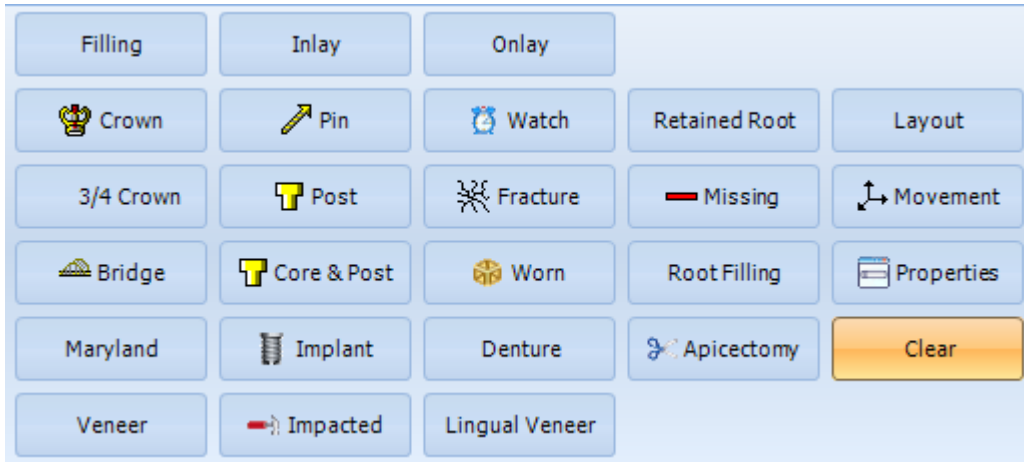 Filling
Inlay
Onlay
Crown
Pin
Watch
Retained Root
Layout
3/4 Crown
Post
Fracture
Missing
Movement
Bridge
Core & Post
Worn
Root Filling
Properties
Maryland
Implant
Denture
Apicectomy
Clear
Veneer
Impacted
Lingual Veneer